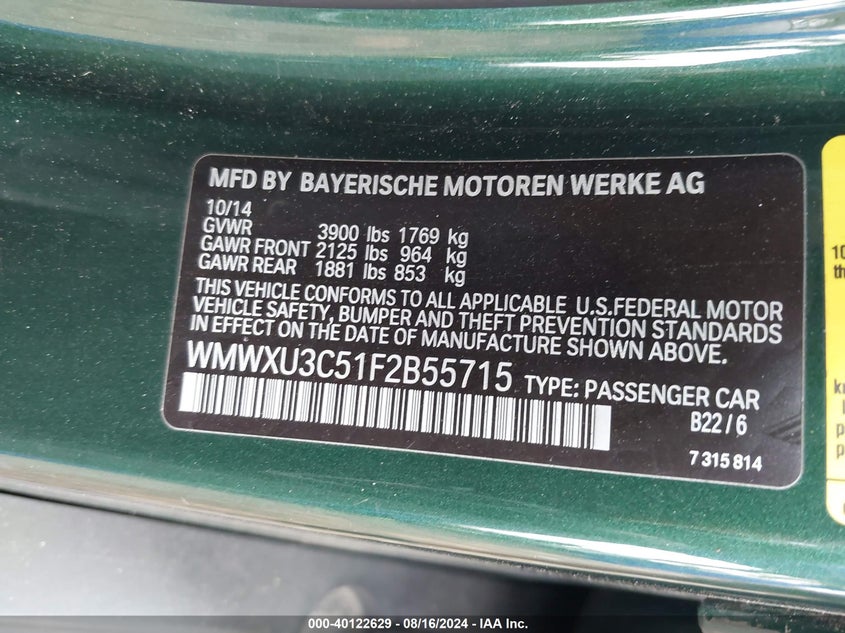 MFD BY BAYERISCHE MOTOREN WERKE AG
10/14
GVWR 3900 lbs 1769 kg
GAWR FRONT 2125 lbs 964 kg
GAWR REAR 1881 lbs 853 kg
THIS VEHICLE CONFORMS TO ALL APPLICABLE U.S.FEDERAL MOTOR
VEHICLE SAFETY, BUMPER AND THEFT PREVENTION STANDARDS
IN EFFECT ON THE DATE OF MANUFACTURE SHOWN ABOVE.
WMWXU3C51F2B55715 TYPE: PASSENGER CAR
B22/6
7 315 814
10
th
k
p
p
000-40122629 - 08/16/2024 - IAA Inc.